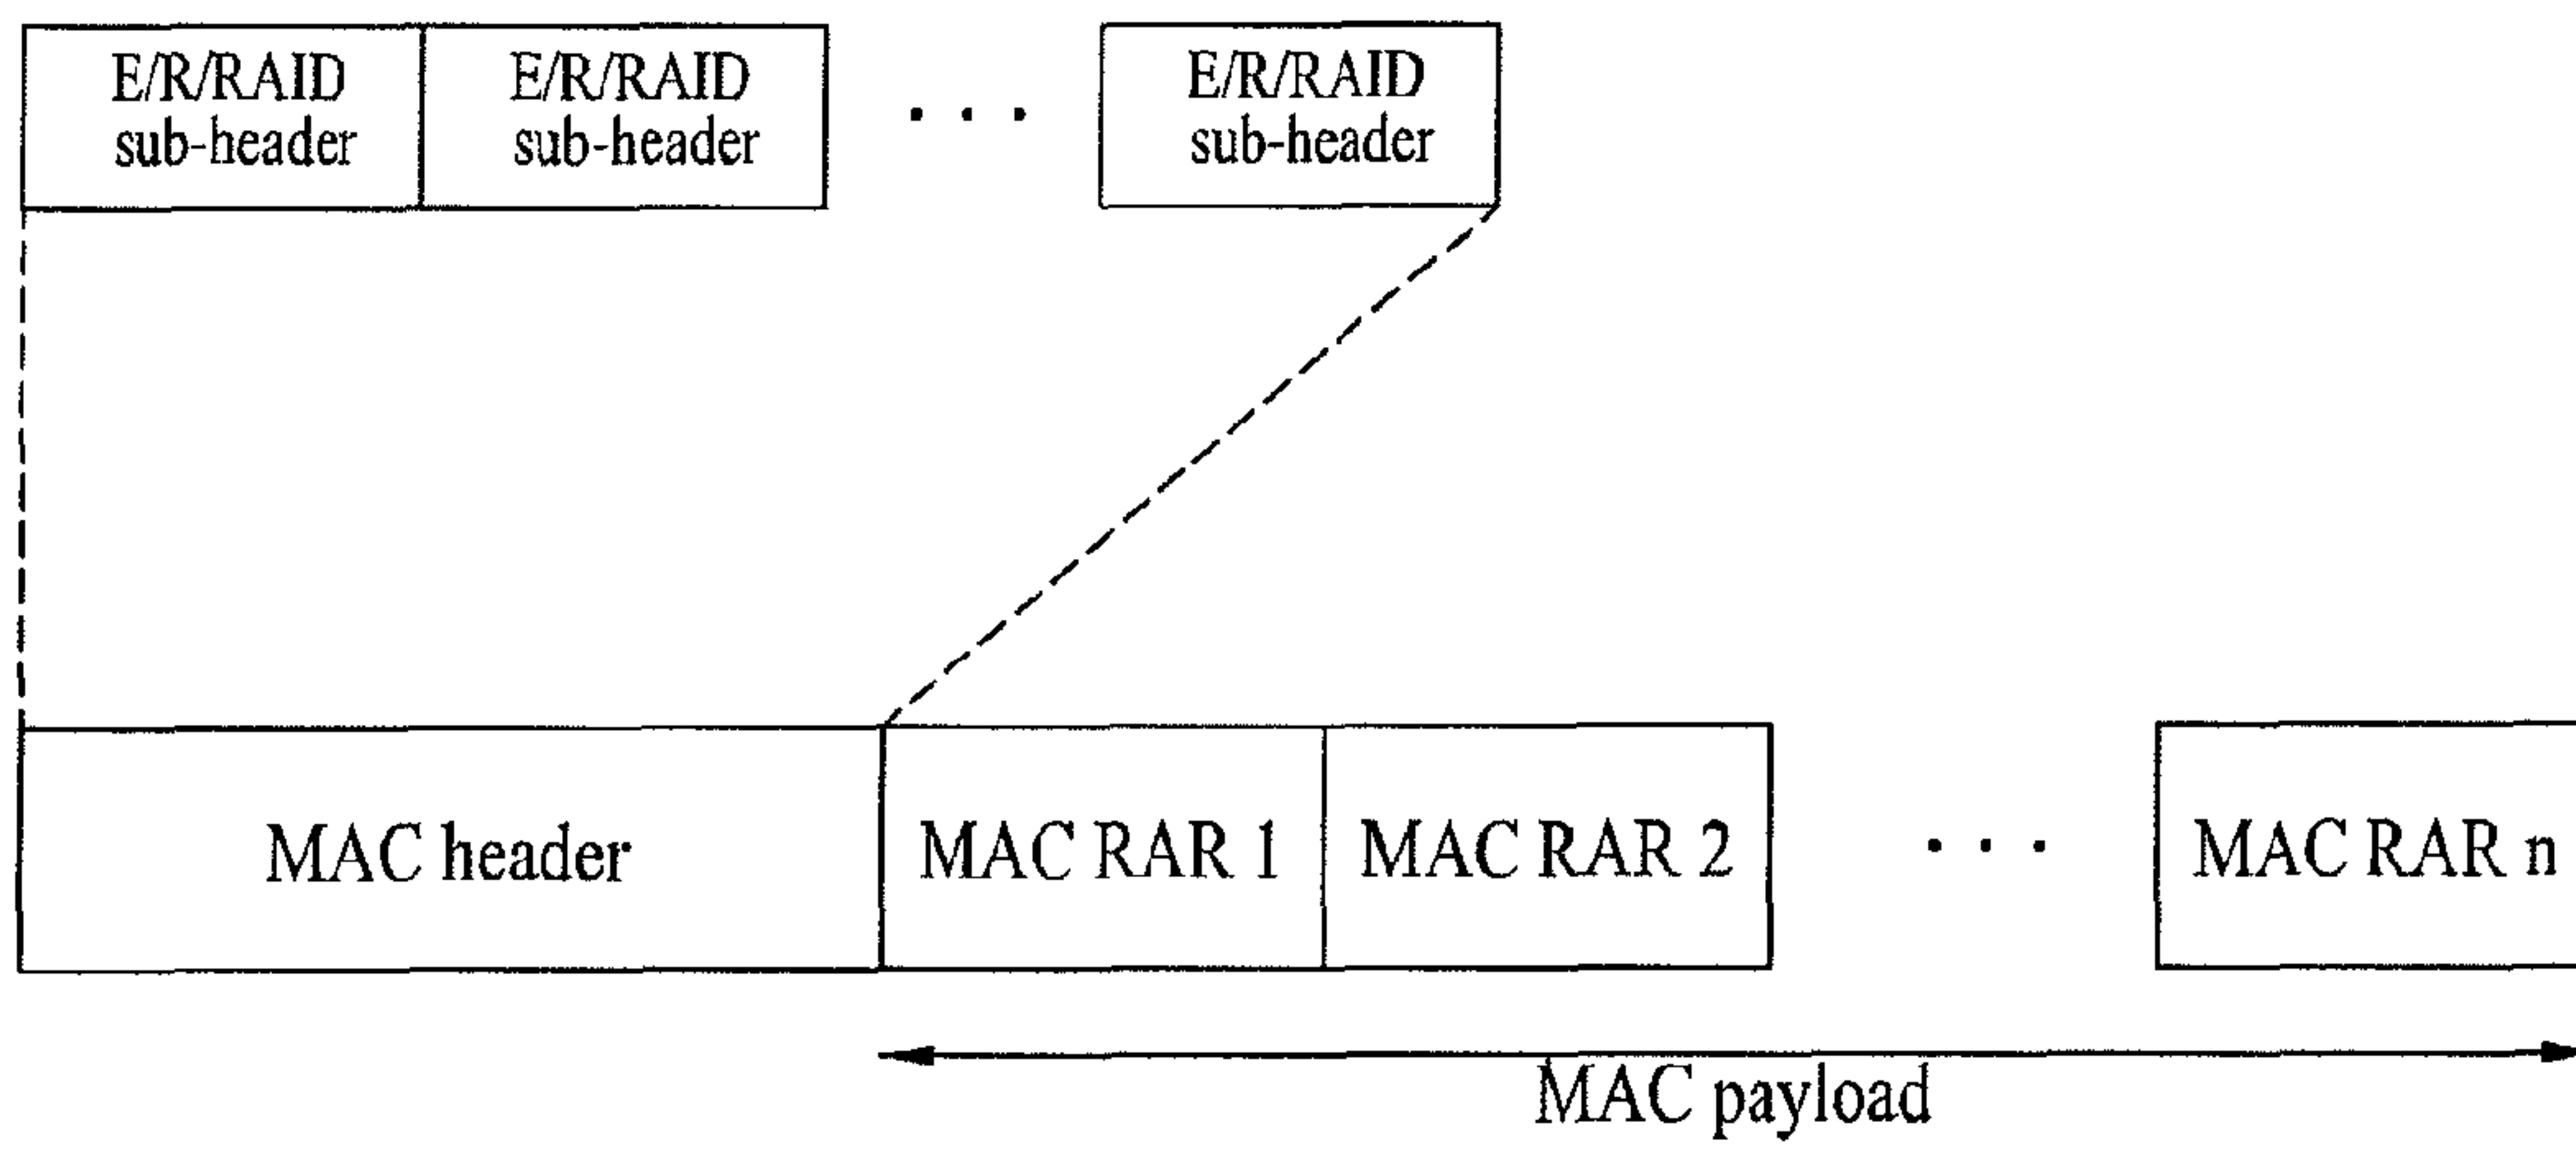 E/R/RAID
sub-header
E/R/RAID
sub-header
. . .
E/R/RAID
sub-header
MAC header
MAC RAR 1
MAC RAR 2
. . .
MAC RAR n
MAC payload